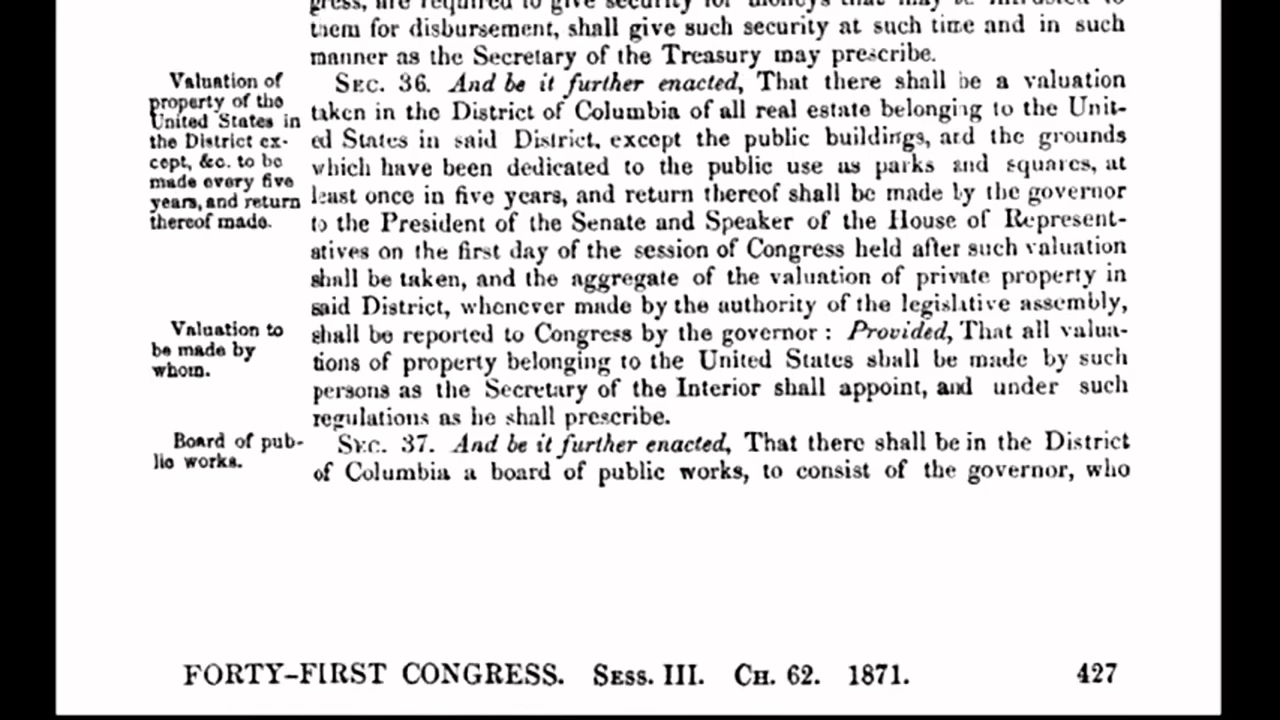 them for disbursement, shall give such security at such time and in such
manner as the Secretary of the Treasury may prescribe.
Valuation of
property of the
United States in
the District ex-
cept, &c. to be
made every five
years, and return
thereof made.
SEC. 36. And be it further enacted, That there shall be a valuation
taken in the District of Columbia of all real estate belonging to the Unit-
ed States in said District, except the public buildings, and the grounds
which have been dedicated to the public use as parks and squares, at
least once in five years, and return thereof shall be made by the governor
to the President of the Senate and Speaker of the House of Represent-
atives on the first day of the session of Congress held after such valuation
shall be taken, and the aggregate of the valuation of private property in
said District, whenever made by the authority of the legislative assembly,
Valuation to
be made by
whom.
shall be reported to Congress by the governor: Provided, That all valua-
tions of property belonging to the United States shall be made by such
persons as the Secretary of the Interior shall appoint, and under such
regulations as he shall prescribe.
Board of pub-
lic works.
SEC. 37. And be it further enacted, That there shall be in the District
of Columbia a board of public works, to consist of the governor, who
FORTY-FIRST CONGRESS. SESS. III. CH. 62. 1871. 427